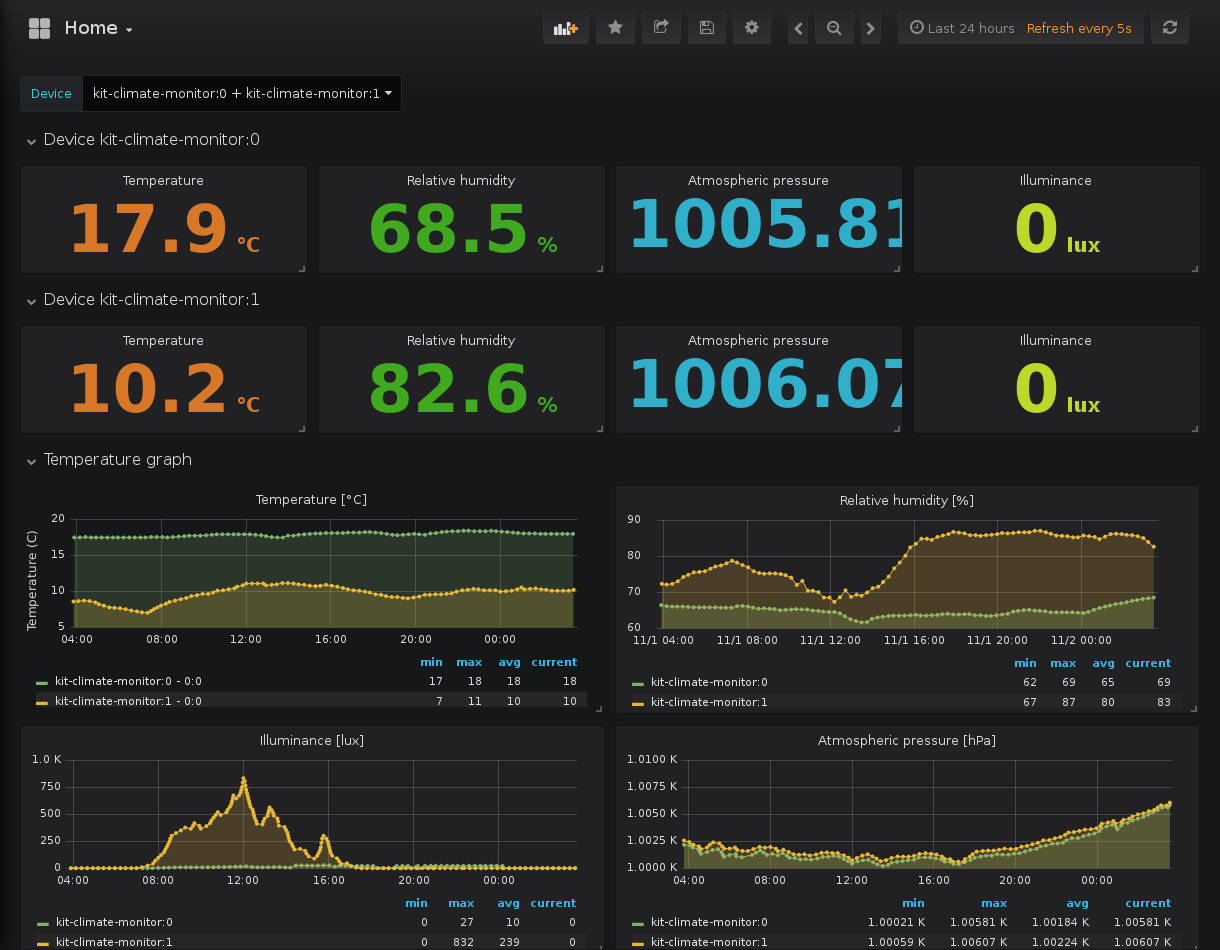 Home
Last 24 hours Refresh every 5s
Device kit-climate-monitor:0 + kit-climate-monitor:1
Device kit-climate-monitor:0
Temperature Relative humidity Atmospheric pressure Illuminance
17.9 °C 68.5 % 1005.81 0 lux
Device kit-climate-monitor:1
Temperature Relative humidity Atmospheric pressure Illuminance
10.2 °C 82.6 % 1006.07 0 lux
Temperature graph
Temperature [°C]
Temperature (C)
20
15
10
5
04:00 08:00 12:00 16:00 20:00 00:00
min max avg current
kit-climate-monitor:0 - 0:0 17 18 18 18
kit-climate-monitor:1 - 0:0 7 11 10 10
Relative humidity [%]
90
80
70
60
11/1 04:00 11/1 08:00 11/1 12:00 11/1 16:00 11/1 20:00 11/2 00:00
min max avg current
kit-climate-monitor:0 62 69 65 69
kit-climate-monitor:1 67 87 80 83
Illuminance [lux]
1.0 K
750
500
250
0
04:00 08:00 12:00 16:00 20:00 00:00
min max avg current
kit-climate-monitor:0 0 27 10 0
kit-climate-monitor:1 0 832 239 0
Atmospheric pressure [hPa]
1.0100 K
1.0075 K
1.0050 K
1.0025 K
1.0000 K
04:00 08:00 12:00 16:00 20:00 00:00
min max avg current
kit-climate-monitor:0 1.00021 K 1.00581 K 1.00184 K 1.00581 K
kit-climate-monitor:1 1.00059 K 1.00607 K 1.00224 K 1.00607 K